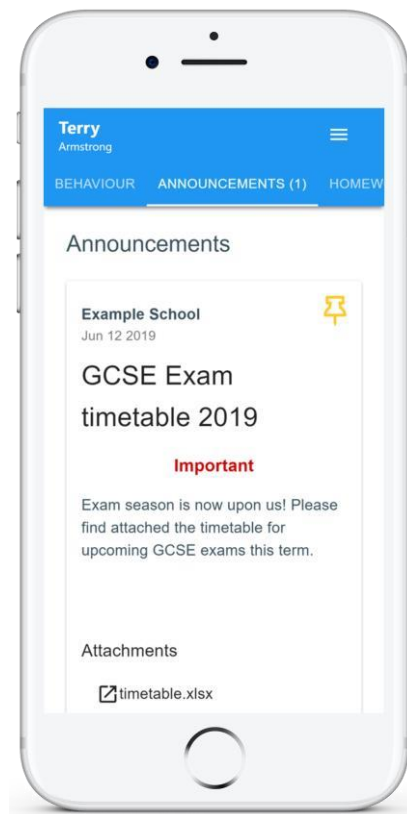 Terry
Armstrong
BEHAVIOUR ANNOUNCEMENTS (1) HOMEW
Announcements
Example School
Jun 12 2019
GCSE Exam
timetable 2019
Important
Exam season is now upon us! Please
find attached the timetable for
upcoming GCSE exams this term.
Attachments
timetable.xlsx